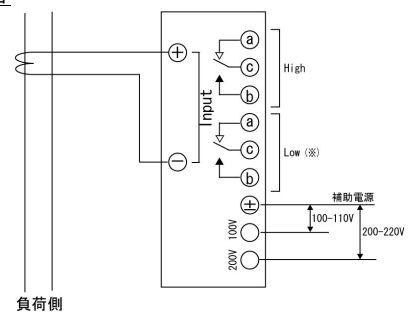 +
a
c
b
High
Input
a
c
b
Low (※)
−
±
補助電源
100V
100-110V
200V
200-220V
負荷側